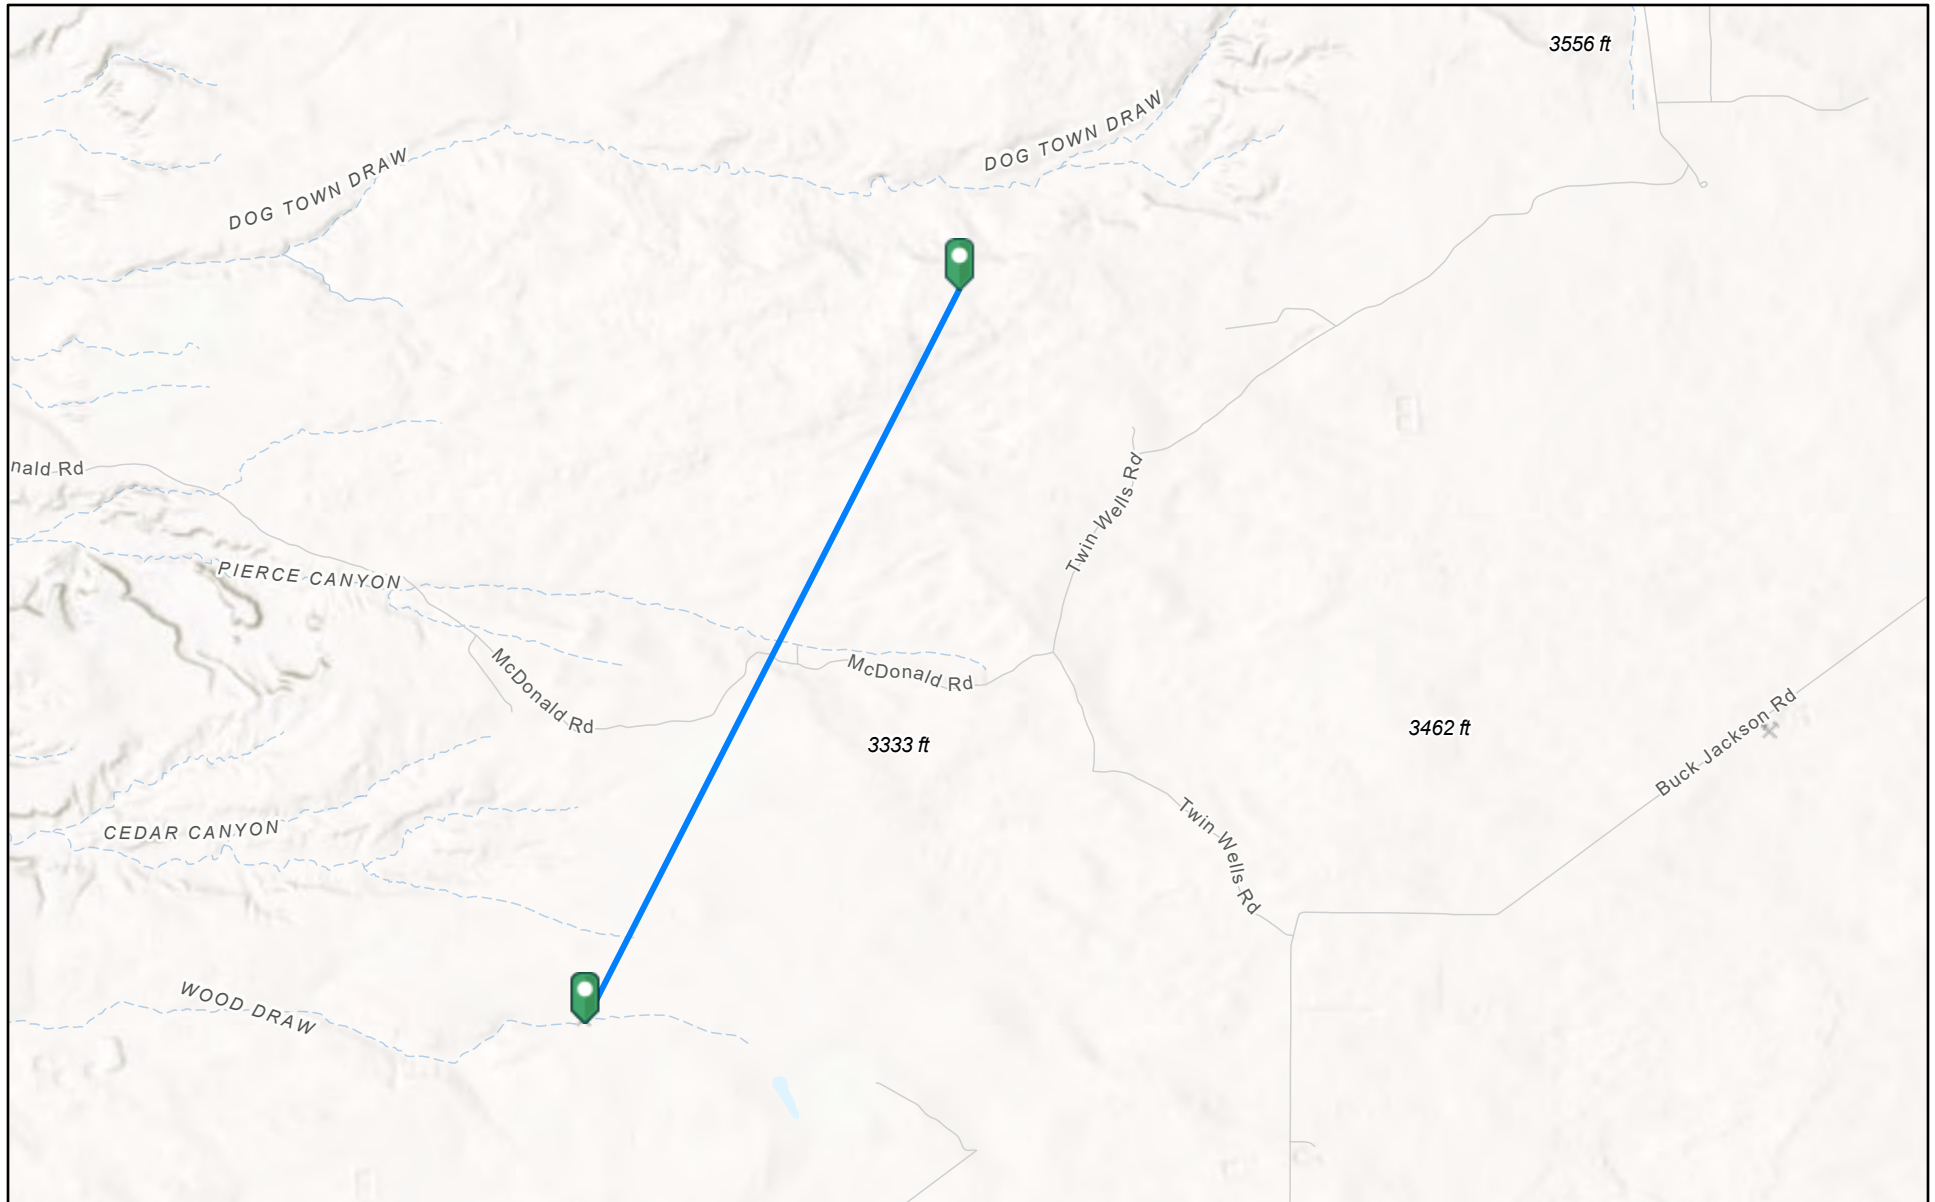 3556 ft
DOG TOWN DRAW
DOG TOWN DRAW
nald Rd
Twin Wells Rd
PIERCE CANYON
McDonald Rd
McDonald Rd
3333 ft
3462 ft
Buck Jackson Rd
Twin Wells Rd
CEDAR CANYON
WOOD DRAW